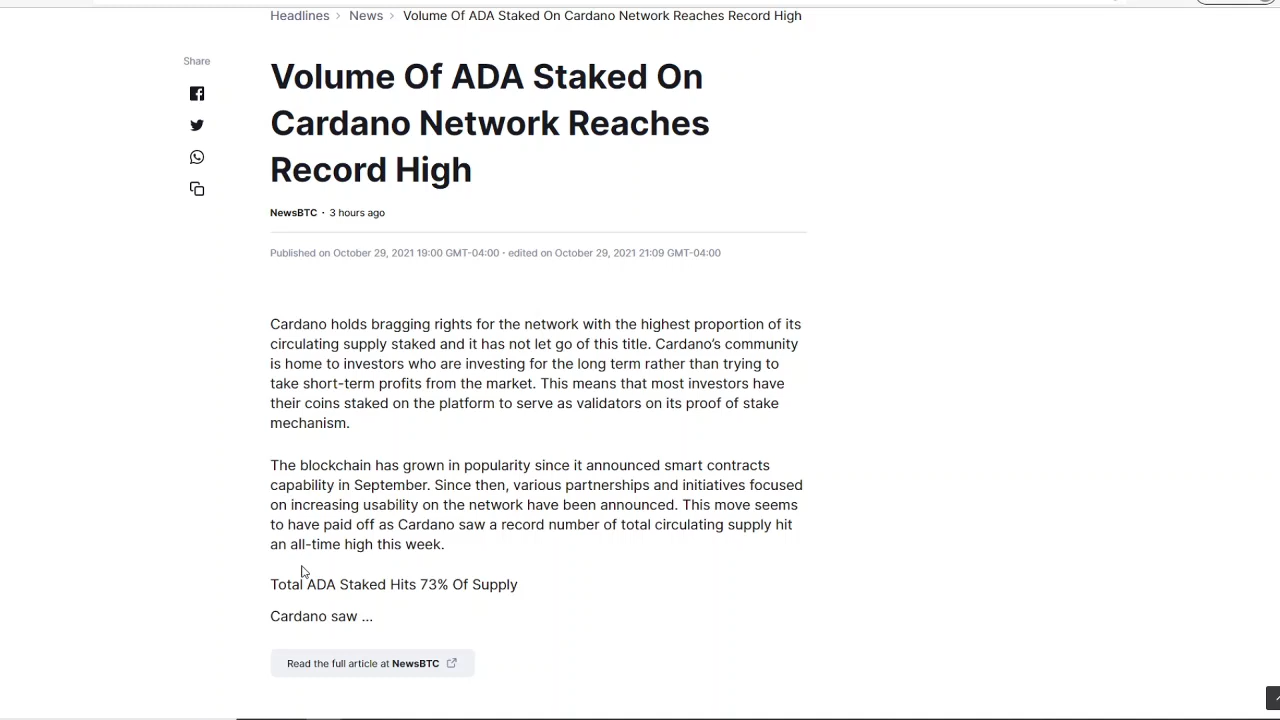 Headlines > News > Volume Of ADA Staked On Cardano Network Reaches Record High
Share
Volume Of ADA Staked On
Cardano Network Reaches
Record High
NewsBTC · 3 hours ago
Published on October 29, 2021 19:00 GMT-04:00 · edited on October 29, 2021 21:09 GMT-04:00
Cardano holds bragging rights for the network with the highest proportion of its
circulating supply staked and it has not let go of this title. Cardano’s community
is home to investors who are investing for the long term rather than trying to
take short-term profits from the market. This means that most investors have
their coins staked on the platform to serve as validators on its proof of stake
mechanism.
The blockchain has grown in popularity since it announced smart contracts
capability in September. Since then, various partnerships and initiatives focused
on increasing usability on the network have been announced. This move seems
to have paid off as Cardano saw a record number of total circulating supply hit
an all-time high this week.
Total ADA Staked Hits 73% Of Supply
Cardano saw ...
Read the full article at NewsBTC